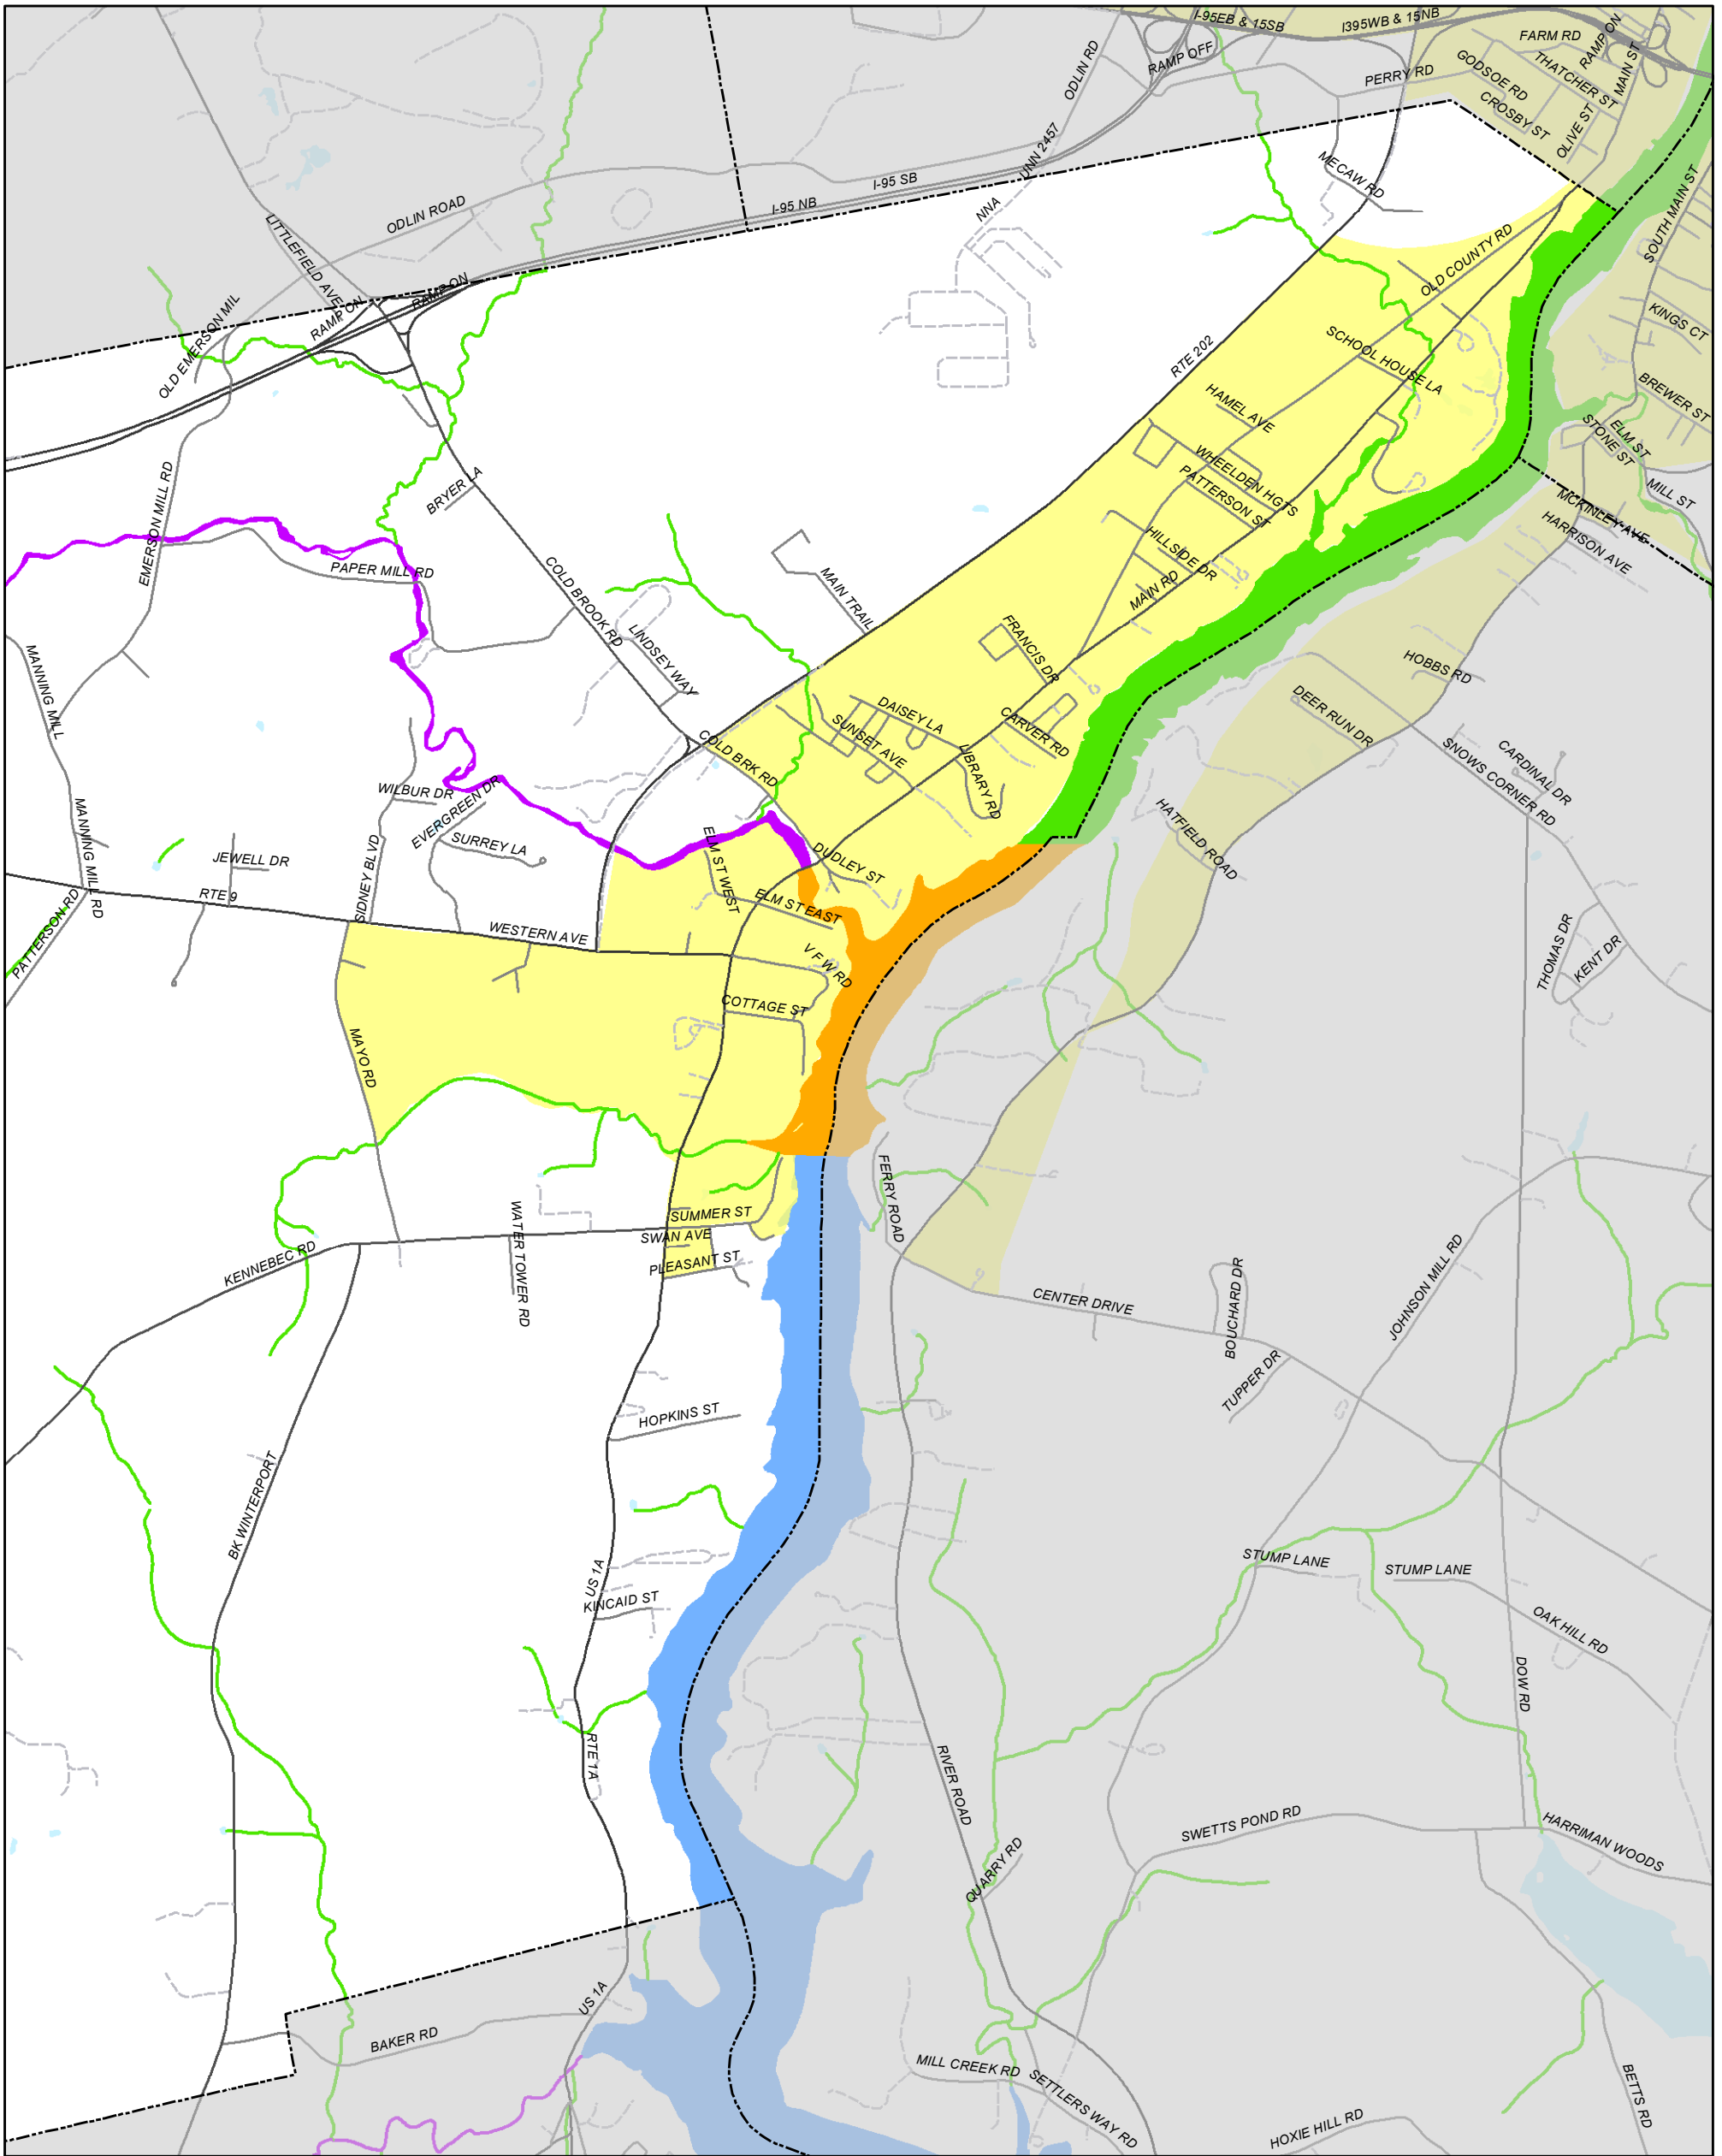 I-95EB & 15SB
I395WB & 15NB
FARM RD
RAMP ON
MAIN ST
ODLIN RD
RAMP OFF
PERRY RD
GODSOE RD
THATCHER ST
CROSBY ST
OLIVE ST
UNN 2457
MECAW RD
SOUTH MAIN ST
I-95 SB
I-95 NB
NNA
ODLIN ROAD
LITTLEFIELD AVE
RAMP ON
RAMP ON
OLD EMERSON MIL
OLD COUNTY RD
KINGS CT
RTE 202
SCHOOL HOUSE LA
BREWER ST
HAMEL AVE
ELM ST
STONE ST
WHEELDEN HGTS
PATTERSON ST
MILL ST
MCKINLEY AVE
HARRISON AVE
BRYER LA
EMERSON MILL RD
PAPER MILL RD
COLD BROOK RD
MAIN TRAIL
HILLSIDE DR
MAIN RD
LINDSEY WAY
FRANCIS DR
HOBBS RD
MANNING MILL
DEER RUN DR
DAISEY LA
SUNSET AVE
CARVER RD
COLD BRK RD
LIBRARY RD
SNOWS CORNER RD
CARDINAL DR
WILBUR DR
EVERGREEN DR
MANNING MILL RD
HATFIELD ROAD
SURREY LA
SIDNEY BLVD
JEWELL DR
ELM ST WEST
DUDLEY ST
RTE 9
ELM ST EAST
PATTERSON RD
WESTERN AVE
V F W RD
THOMAS DR
KENT DR
COTTAGE ST
MAYO RD
FERRY ROAD
SUMMER ST
SWAN AVE
WATER TOWER RD
KENNEBEC RD
PLEASANT ST
CENTER DRIVE
BOUCHARD DR
JOHNSON MILL RD
TUPPER DR
HOPKINS ST
BK WINTERPORT
US 1A
KINCAID ST
STUMP LANE
STUMP LANE
OAK HILL RD
DOW RD
RTE 1A
RIVER ROAD
SWETTS POND RD
HARRIMAN WOODS
QUARRY RD
US 1A
BAKER RD
MILL CREEK RD
SETTLERS WAY RD
HOXIE HILL RD
BETTS RD